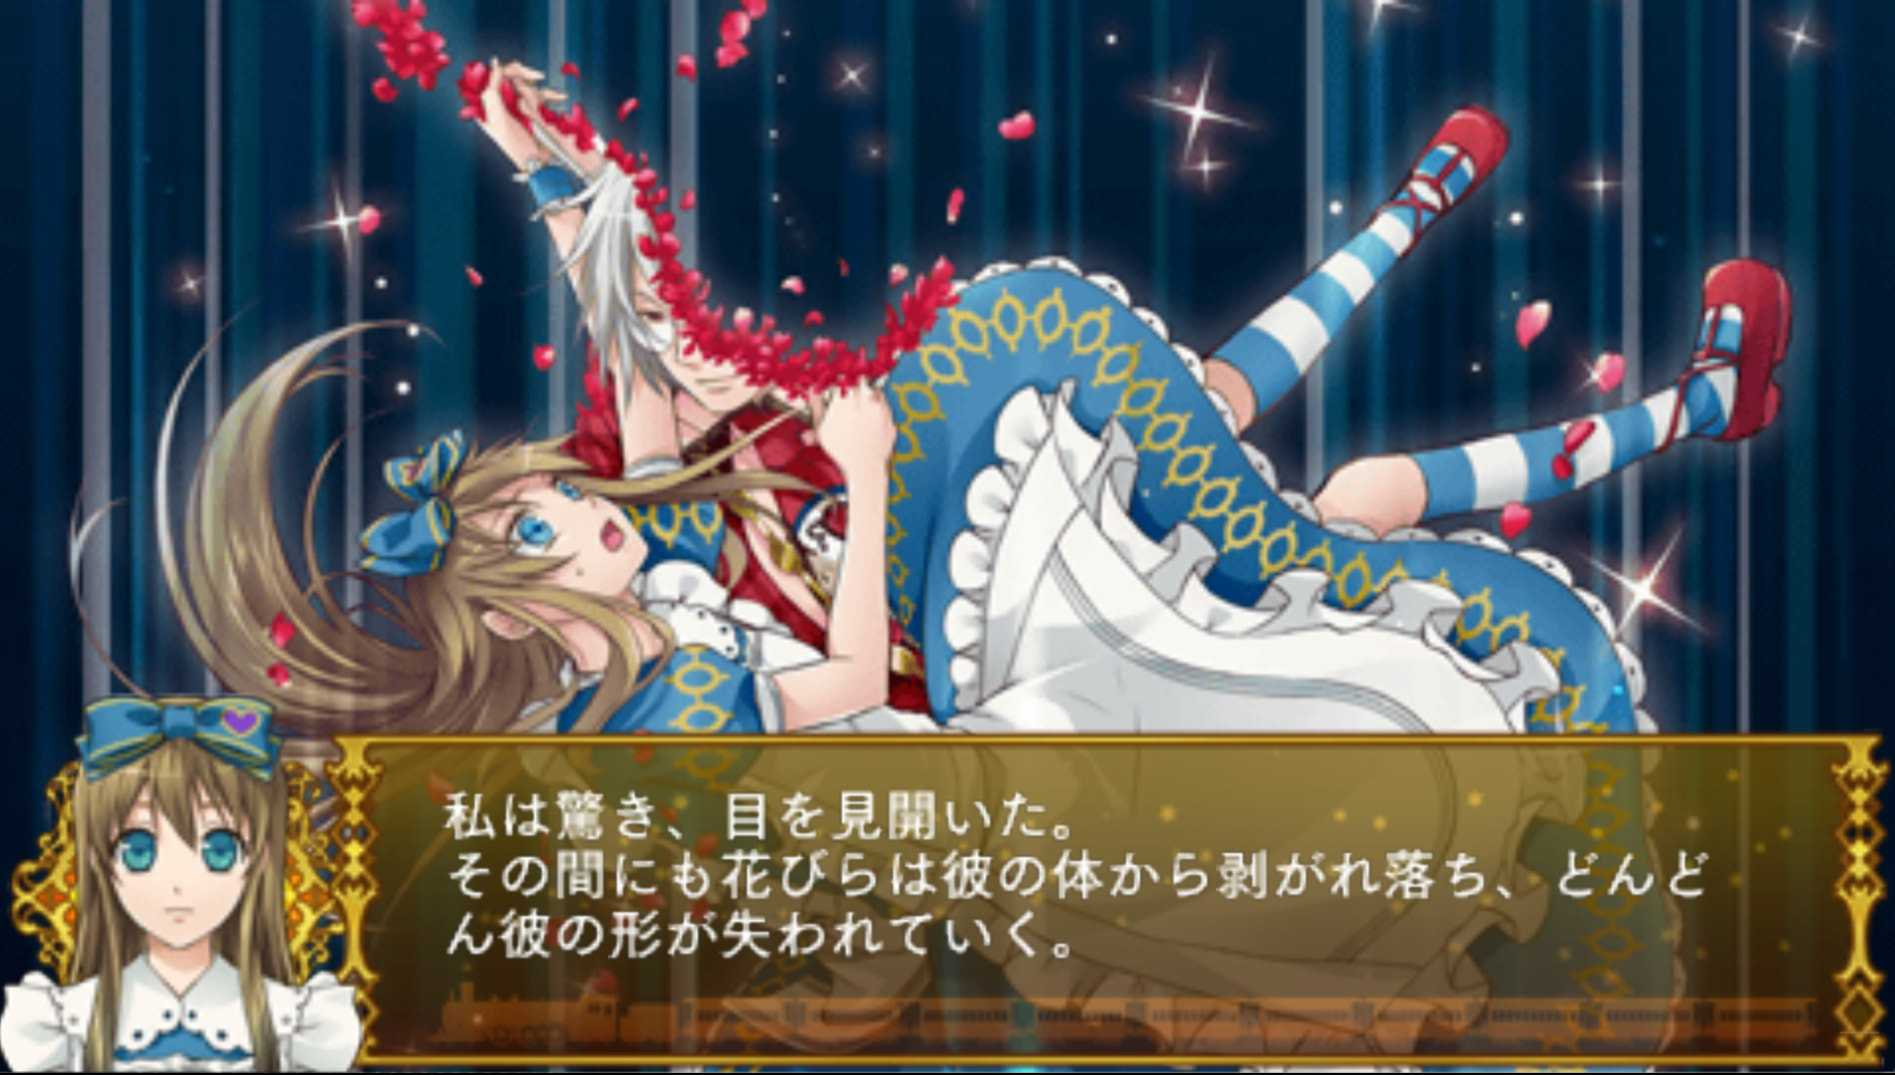 私は驚き、目を見開いた。
その間にも花びらは彼の体から剥がれ落ち、どんど
ん彼の形が失われていく。